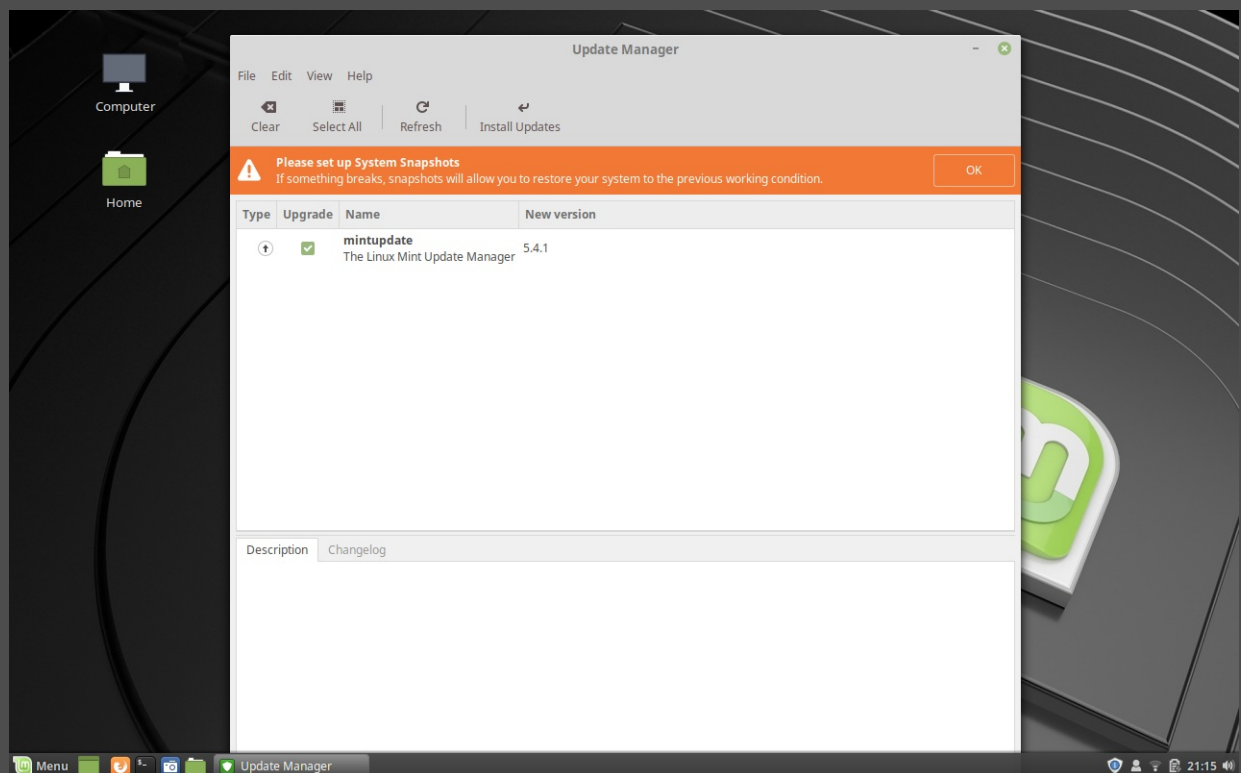 Computer
Home
Update Manager
File Edit View Help
Clear Select All Refresh Install Updates
Please set up System Snapshots
If something breaks, snapshots will allow you to restore your system to the previous working condition.
OK
Type Upgrade Name New version
mintupdate
The Linux Mint Update Manager 5.4.1
Description Changelog
Menu Update Manager 21:15